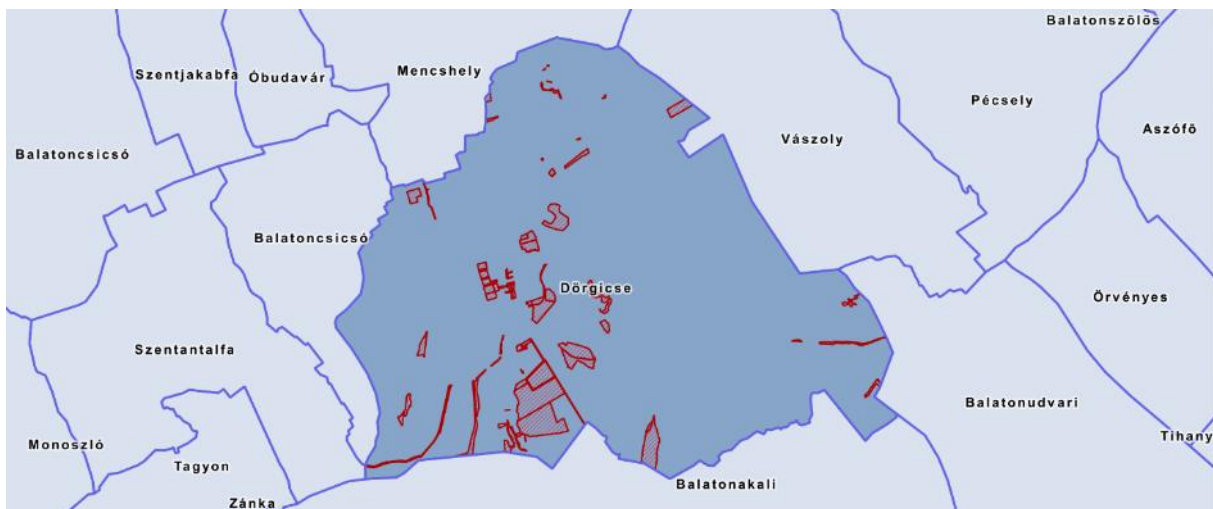 Balatonszőlős
Mencshely
Szentjakabfa
Óbudavár
Pécsely
Aszófő
Vászoly
Balatoncsicsó
Balatoncsicsó
Dörgicse
Örvényes
Szentantalfa
Balatonudvari
Monoszló
Tihany
Tagyon
Balatonakali
Zánka